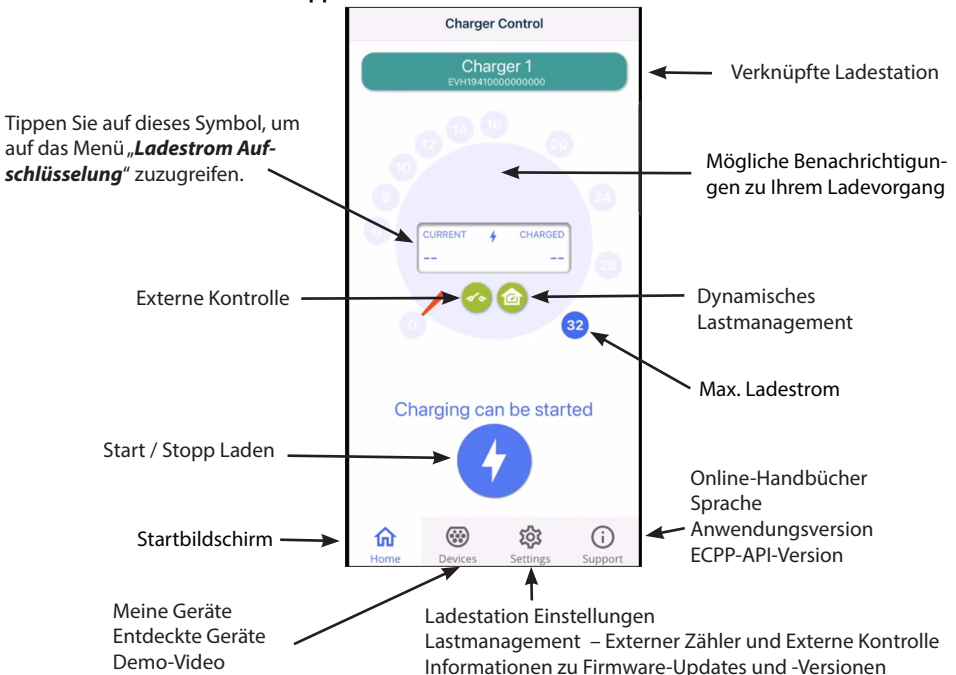 Charger Control
Charger 1
EVH19410000000000
Verknüpfte Ladestation
Tippen Sie auf dieses Symbol, um
auf das Menü „Ladestrom Auf-
schlüsselung“ zuzugreifen.
Mögliche Benachrichtigun-
gen zu Ihrem Ladevorgang
16
14
12
20
10
8
24
28
CURRENT
CHARGED
--
--
Externe Kontrolle
Dynamisches
Lastmanagement
0
32
Max. Ladestrom
Charging can be started
Start / Stopp Laden
Online-Handbücher
Sprache
Anwendungsversion
ECPP-API-Version
Startbildschirm
Home
Devices
Settings
Support
Meine Geräte
Entdeckte Geräte
Demo-Video
Ladestation Einstellungen
Lastmanagement – Externer Zähler und Externe Kontrolle
Informationen zu Firmware-Updates und -Versionen